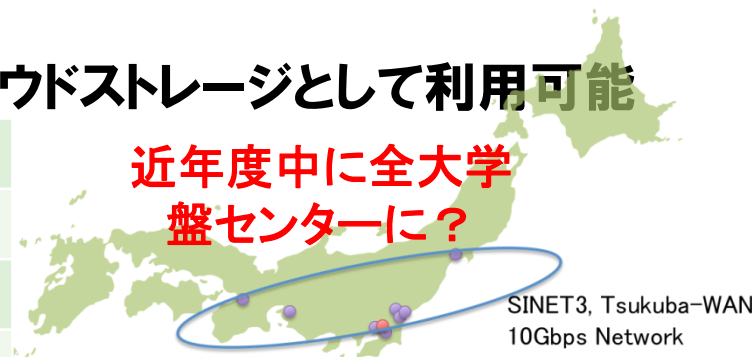 ウドストレージとして利用可能
近年度中に全大学
盤センターに？
SINET3, Tsukuba-WAN
10Gbps Network